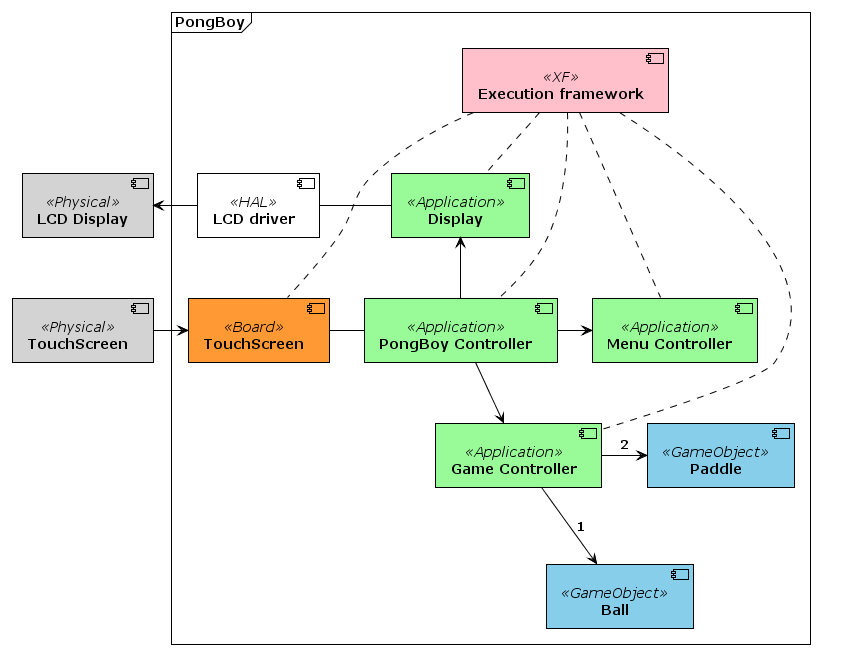 PongBoy
«XF»
Execution framework
«Physical»
LCD Display
«HAL»
LCD driver
«Application»
Display
«Physical»
TouchScreen
«Board»
TouchScreen
«Application»
PongBoy Controller
«Application»
Menu Controller
«Application»
Game Controller
2
«GameObject»
Paddle
1
«GameObject»
Ball